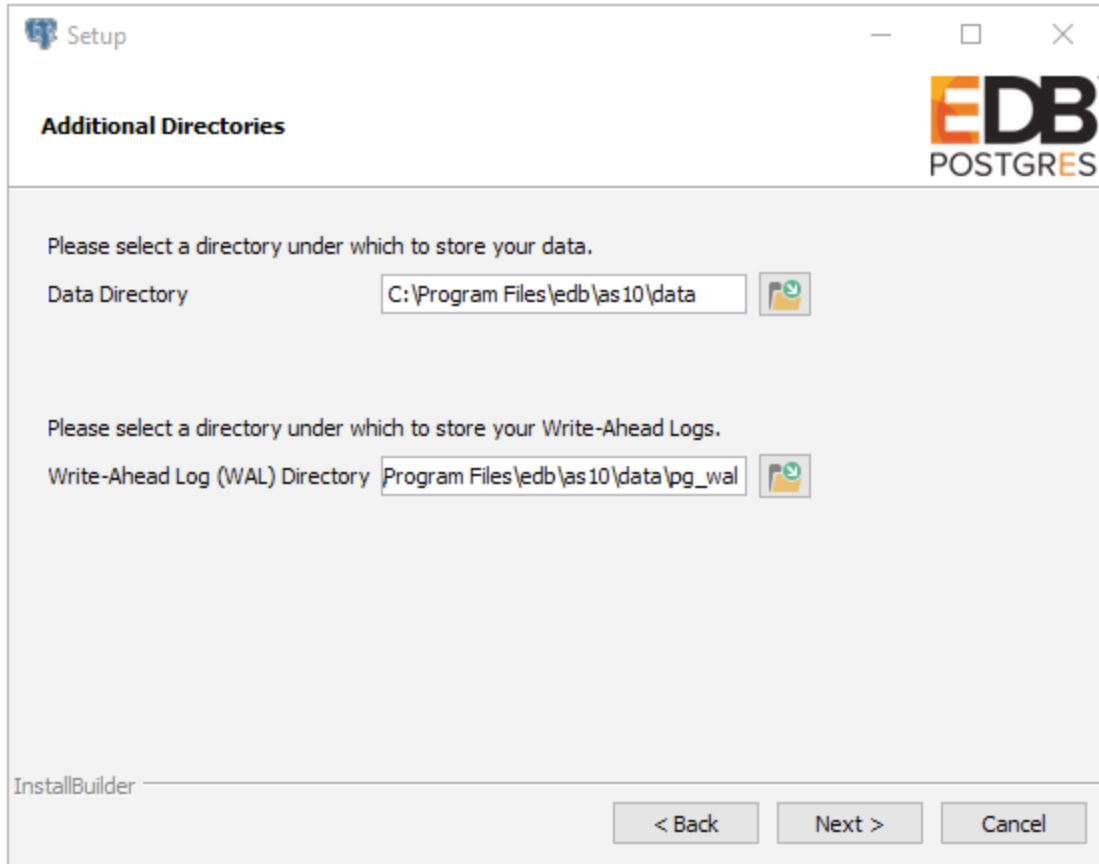 Setup
Additional Directories
EDB
POSTGRES
Please select a directory under which to store your data.
Data Directory C:\Program Files\edb\as10\data
Please select a directory under which to store your Write-Ahead Logs.
Write-Ahead Log (WAL) Directory Program Files\edb\as10\data\pg_wal
InstallBuilder
< Back Next > Cancel